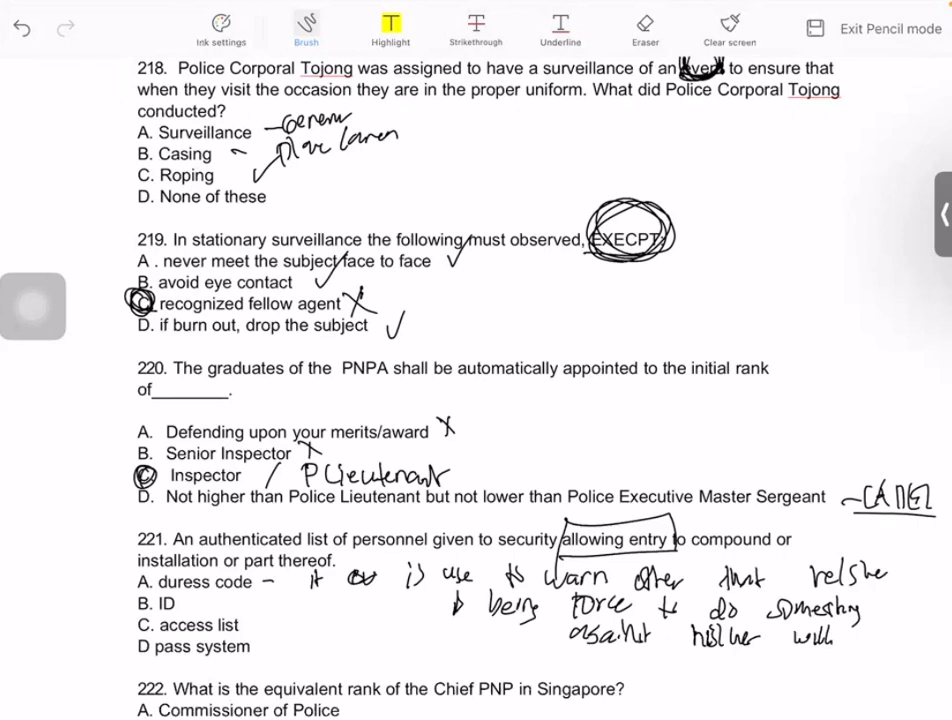 Ink settings
Brush
Highlight
Strikethrough
Underline
Eraser
Clear screen
Exit Pencil mode
218. Police Corporal Tojong was assigned to have a surveillance of an event to ensure that
when they visit the occasion they are in the proper uniform. What did Police Corporal Tojong
conducted?
A. Surveillance
B. Casing
Place
C. Roping
D. None of these
219. In stationary surveillance the following must observed, EXECPT:
A . never meet the subject face to face
B. avoid eye contact
C. recognized fellow agent
D. if burn out, drop the subject
220. The graduates of the PNPA shall be automatically appointed to the initial rank
of________.
A. Defending upon your merits/award
B. Senior Inspector
C. Inspector / P Lieutenant
D. Not higher than Police Lieutenant but not lower than Police Executive Master Sergeant
221. An authenticated list of personnel given to security allowing entry to compound or
installation or part thereof.
A. duress code - it is use to warn other that
B. ID being force to do something
C. access list will
D pass system
222. What is the equivalent rank of the Chief PNP in Singapore?
A. Commissioner of Police